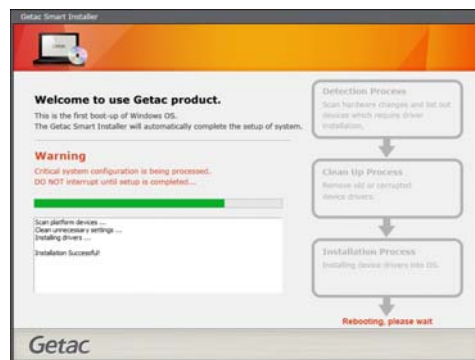 Getac Smart Installer
Getac
Welcome to use Getac product.
This is the first boot-up of Windows OS.
The Getac Smart Installer will automatically complete the setup of system.
Warning
Critical system configuration is being processed.
DO NOT interrupt until setup is completed....
Scan platform devices ...
Clean unnecessary settings ...
Installing drivers ...
Installation Successful!
Detection Process
Scan hardware changes and list out
devices which require driver
installation.
Clean Up Process
Remove old or corrupted
device drivers.
Installation Process
Installing device drivers into OS.
Rebooting, please wait
Getac